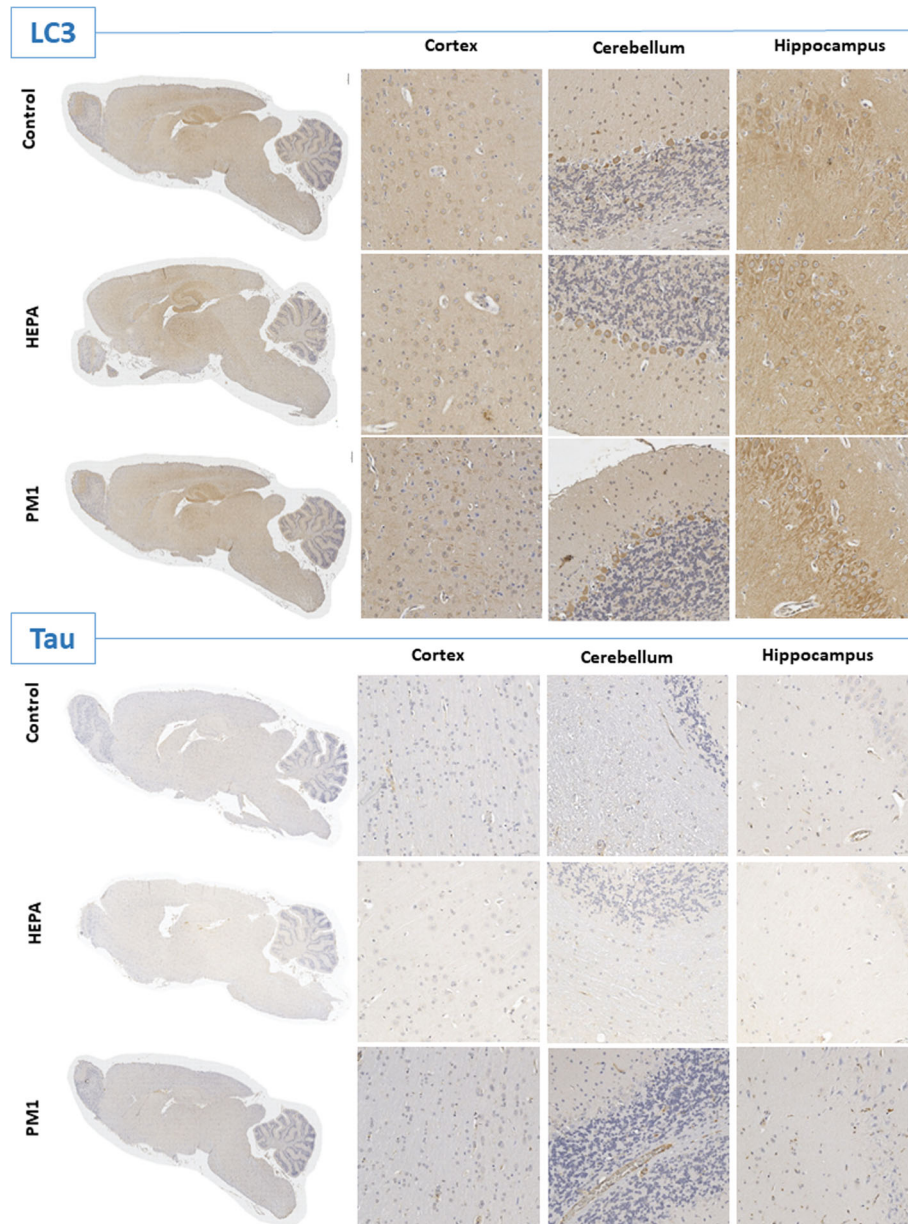 LC3
Cortex Cerebellum Hippocampus
Control
HEPA
PM1
Tau
Cortex Cerebellum Hippocampus
Control
HEPA
PM1